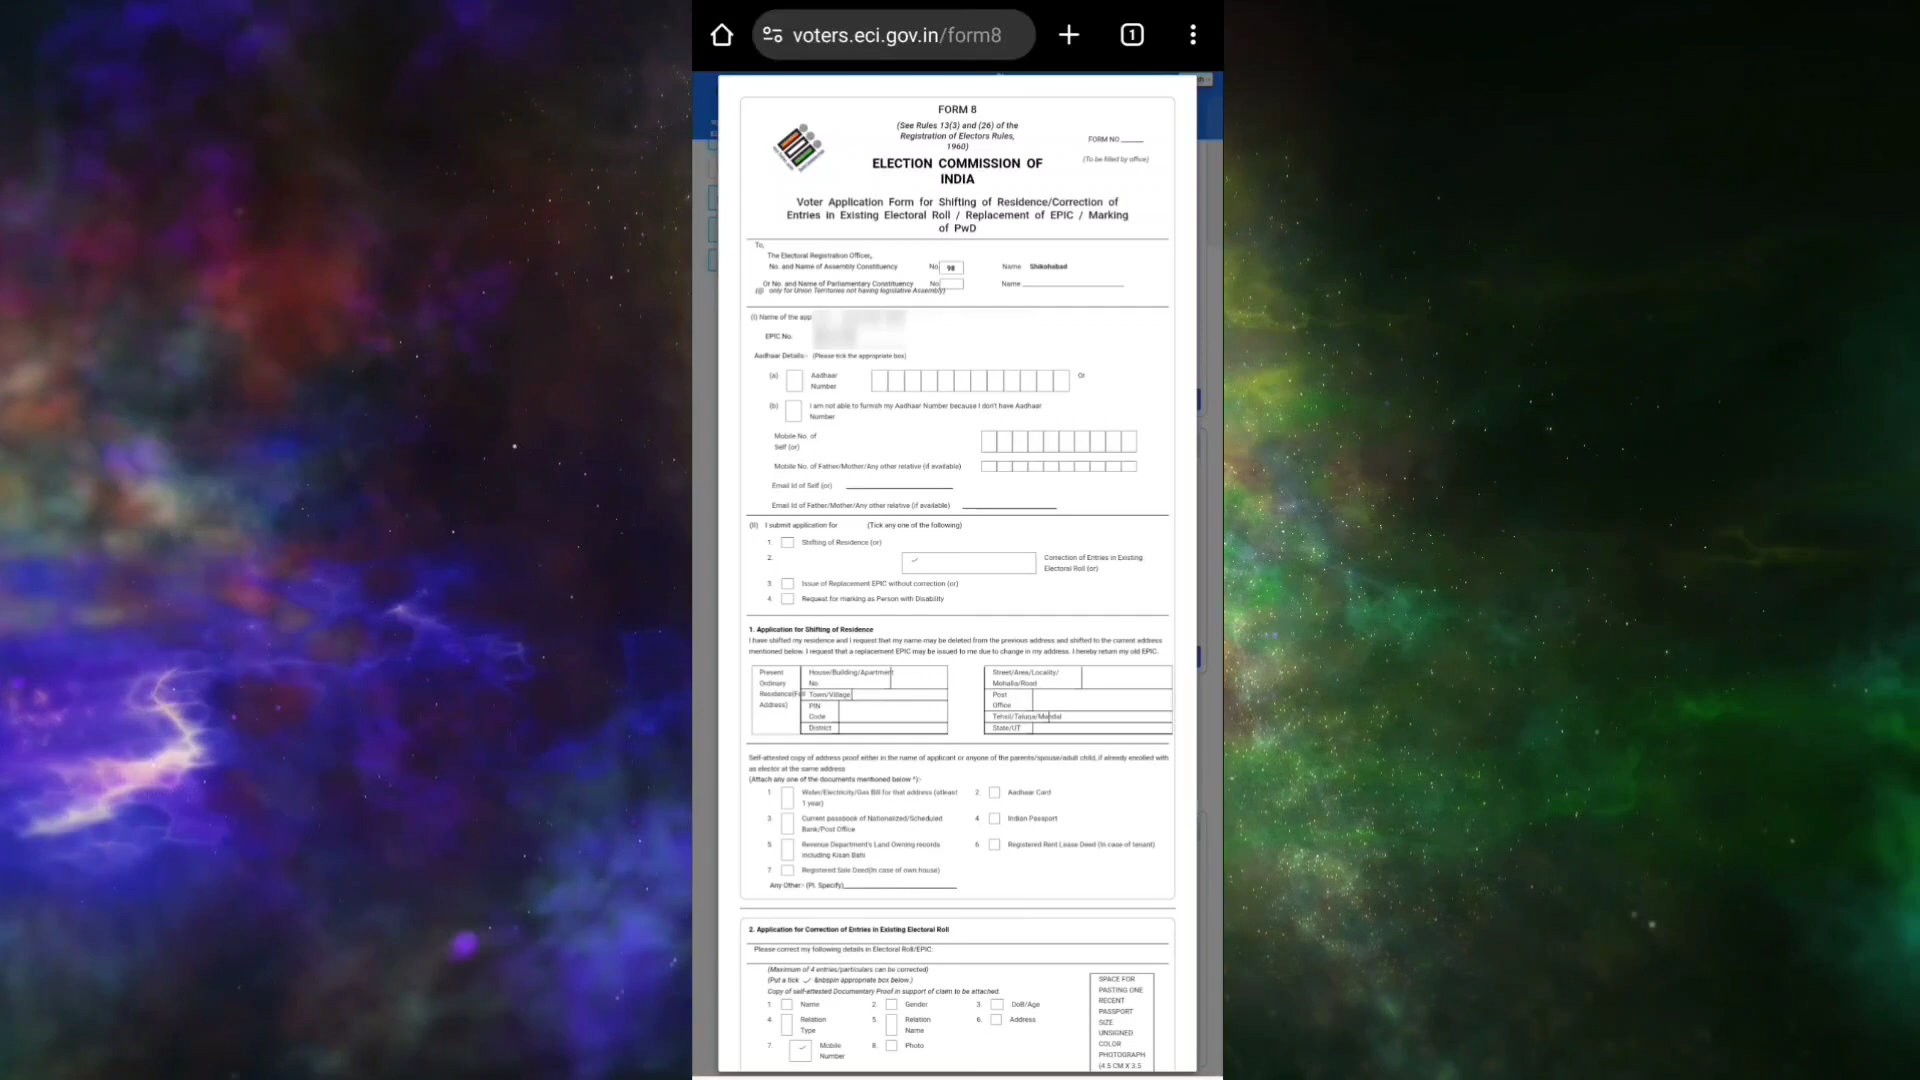 voters.eci.gov.in/form8
1
FORM 8
(See Rules 13(3) and (26) of the
Registration of Electors Rules,
1960)
FORM NO
(To be filled by office)
ELECTION COMMISSION OF
INDIA
Voter Application Form for Shifting of Residence/Correction of
Entries in Existing Electoral Roll / Replacement of EPIC / Marking
of PwD
To,
The Electoral Registration Officer,
No. and Name of Assembly Constituency No 98 Name Shikohabad
Or No. and Name of Parliamentary Constituency No Name
(@ only for Union Territories not having legislative Assembly)
(I) Name of the app
EPIC No.
Aadhaar Details:- (Please tick the appropriate box)
(a) Aadhaar
Number
Or
(b) I am not able to furnish my Aadhaar Number because I don't have Aadhaar
Number
Mobile No. of
Self (or)
Mobile No. of Father/Mother/Any other relative (if available)
Email Id of Self (or)
Email Id of Father/Mother/Any other relative (if available)
(II) I submit application for (Tick any one of the following)
1. Shifting of Residence (or)
2. Correction of Entries in Existing
Electoral Roll (or)
3. Issue of Replacement EPIC without correction (or)
4. Request for marking as Person with Disability
1. Application for Shifting of Residence
I have shifted my residence and I request that my name may be deleted from the previous address and shifted to the current address
mentioned below. I request that a replacement EPIC may be issued to me due to change in my address. I hereby return my old EPIC.
Present House/Building/Apartment Street/Area/Locality/
Ordinary No. Mohalla/Road
Residence(Full Town/Village Post
Address) PIN Office
Code Tehsil/Taluqa/Mandal
District State/UT
Self-attested copy of address proof either in the name of applicant or anyone of the parents/spouse/adult child, if already enrolled with
as elector at the same address
(Attach any one of the documents mentioned below *):-
1 Water/Electricity/Gas Bill for that address (atleast
1 year)
2. Aadhaar Card
3. Current passbook of Nationalized/Scheduled
Bank/Post Office
4 Indian Passport
5. Revenue Department's Land Owning records
including Kisan Bahi
6. Registered Rent Lease Deed (In case of tenant)
7. Registered Sale Deed(In case of own house)
Any Other:- (Pl. Specify)
2. Application for Correction of Entries in Existing Electoral Roll
Please correct my following details in Electoral Roll/EPIC:
(Maximum of 4 entries/particulars can be corrected)
(Put a tick ✓ &nbspin appropriate box below.)
Copy of self-attested Documentary Proof in support of claim to be attached.
1. Name 2. Gender 3. DoB/Age
4. Relation
Type
5. Relation
Name
6. Address
7. Mobile
Number
8. Photo
SPACE FOR
PASTING ONE
RECENT
PASSPORT
SIZE
UNSIGNED
COLOR
PHOTOGRAPH
(4.5 CM X 3.5